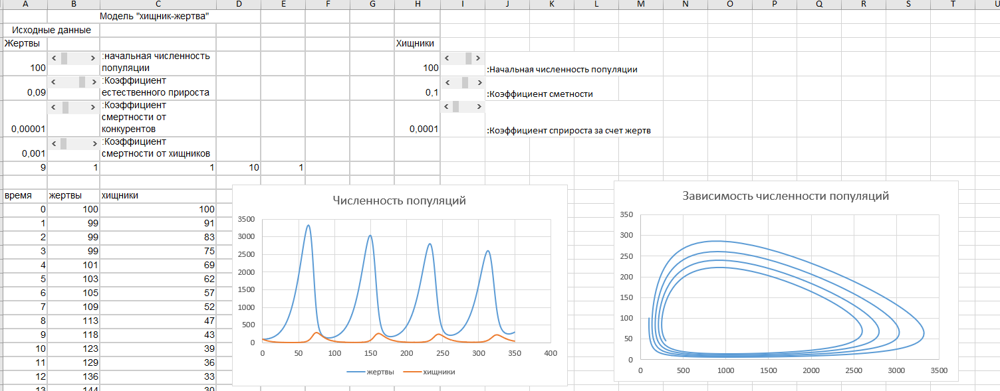 A B C D E F G H I J K L M N O P Q R S T U
Модель "хищник-жертва"
Исходные данные
Жертвы Хищники
100 :начальная численность популяции 100 :Начальная численность популяции
0,09 :Коэффициент естественного прироста 0,1 :Коэффициент сметности
0,00001 :Коэффициент смертности от конкурентов 0,0001 :Коэффициент сприроста за счет жертв
0,001 :Коэффициент смертности от хищников
9 1 1 10 1
время жертвы хищники
0 100 100
1 99 91
2 99 83
3 99 75
4 101 69
5 103 62
6 105 57
7 109 52
8 113 47
9 118 43
10 123 39
11 129 36
12 136 33
13 144 30
Численность популяций
3500
3000
2500
2000
1500
1000
500
0
0 50 100 150 200 250 300 350 400
жертвы хищники
Зависимость численности популяций
350
300
250
200
150
100
50
0
0 500 1000 1500 2000 2500 3000 3500